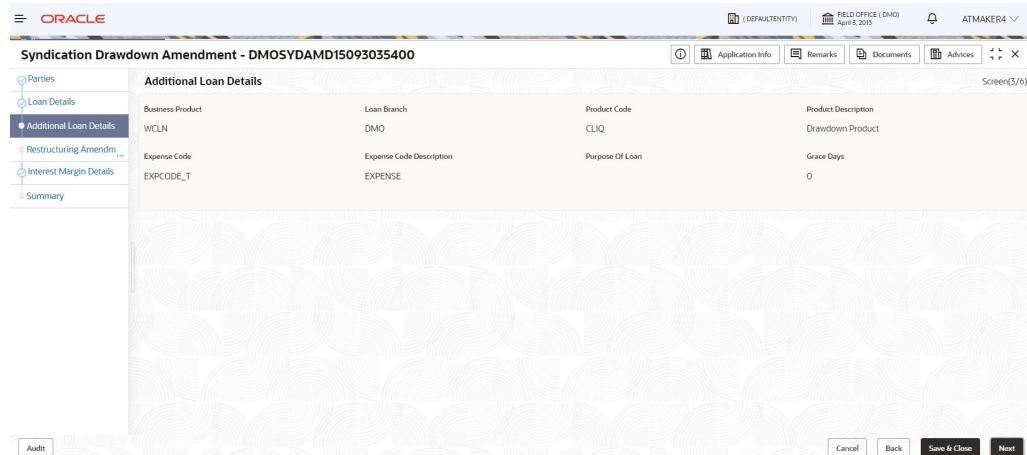 ORACLE
( DEFAULTENTITY)
FIELD OFFICE ( DMO)
April 3, 2015
ATMAKER4
Syndication Drawdown Amendment - DMOSYDAMD15093035400
Application Info
Remarks
Documents
Advices
Parties
Loan Details
Additional Loan Details
Restructuring Amendm...
Interest Margin Details
Summary
Additional Loan Details
Screen(3/6)
Business Product
Loan Branch
Product Code
Product Description
WCLN
DMO
CLIQ
Drawdown Product
Expense Code
Expense Code Description
Purpose Of Loan
Grace Days
EXPCODE_T
EXPENSE
0
Audit
Cancel
Back
Save & Close
Next